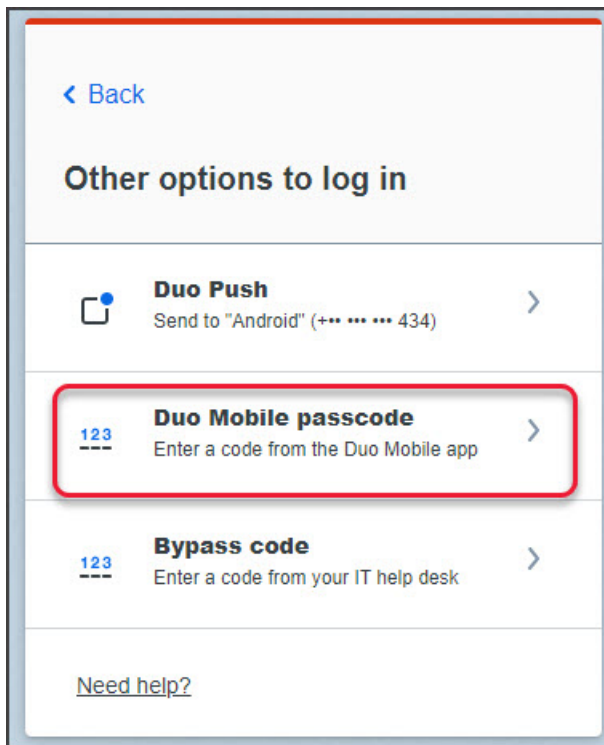 Back
Other options to log in
Duo Push
Send to "Android" (+•• ••• ••• 434)
123
Duo Mobile passcode
Enter a code from the Duo Mobile app
123
Bypass code
Enter a code from your IT help desk
Need help?